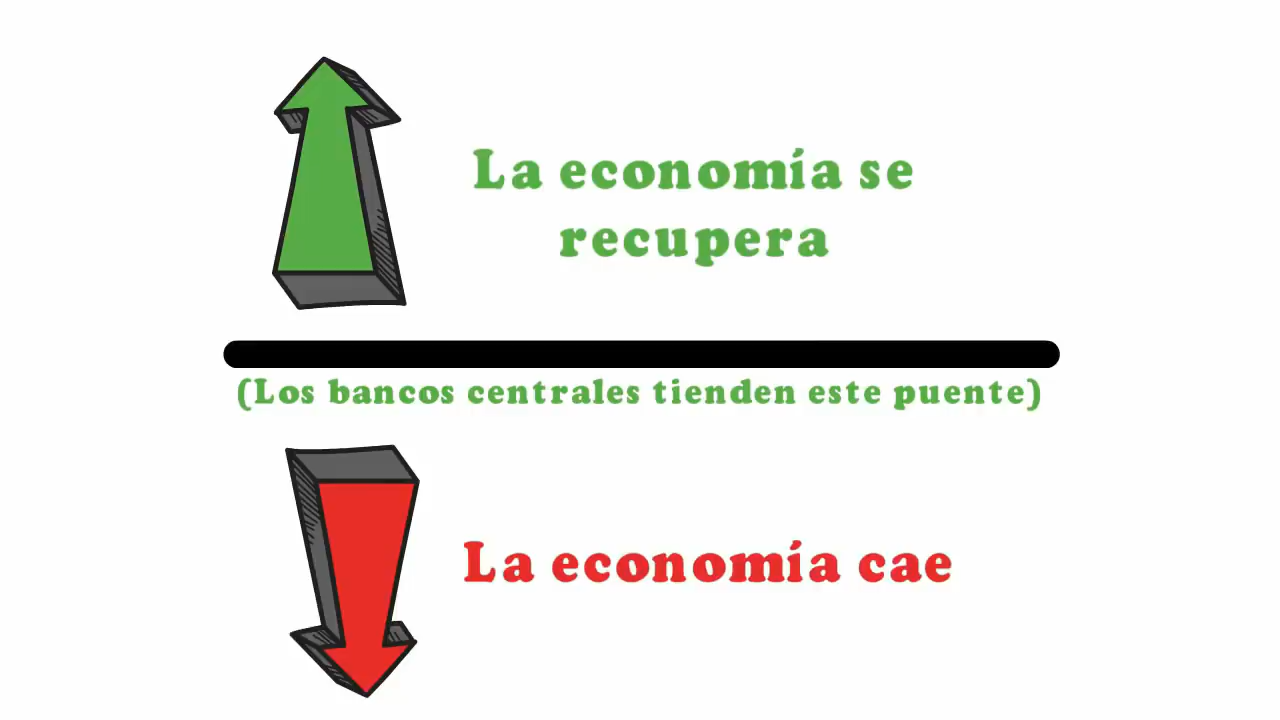 La economía se
recupera
(Los bancos centrales tienden este puente)
La economía cae